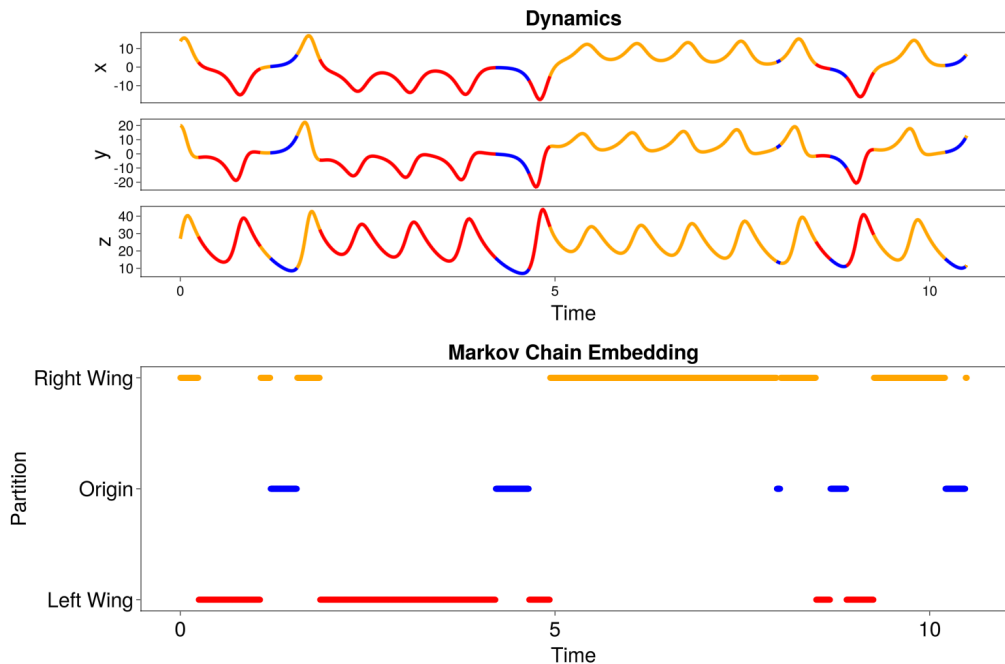 Dynamics
10
0
-10
x
20
10
0
-10
-20
y
40
30
20
10
z
0 5 10
Time
Markov Chain Embedding
Right Wing
Origin
Left Wing
Partition
0 5 10
Time